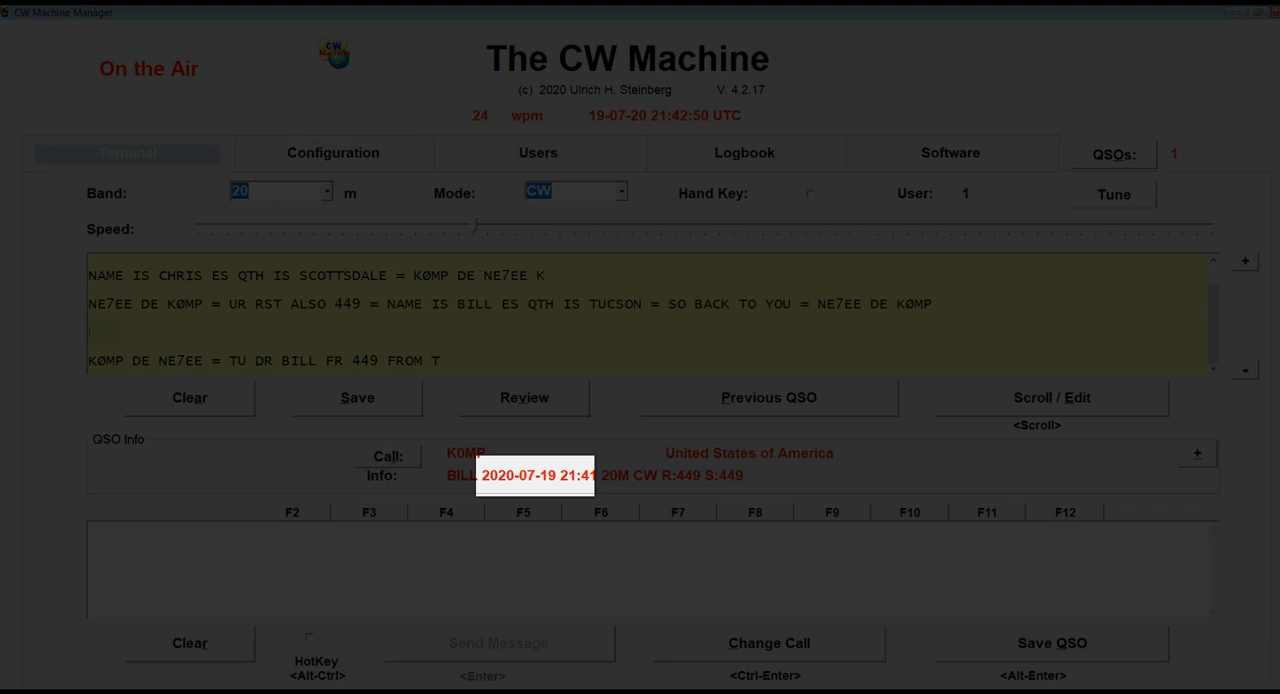 CW Machine Manager
On the Air
CW
Machine
The CW Machine
(c) 2020 Ulrich H. Steinberg V. 4.2.17
24 wpm 19-07-20 21:42:50 UTC
Terminal Configuration Users Logbook Software QSOs: 1
Band: 20 m Mode: CW Hand Key: User: 1 Tune
Speed:
NAME IS CHRIS ES QTH IS SCOTTSDALE = KØMP DE NE7EE K
NE7EE DE KØMP = UR RST ALSO 449 = NAME IS BILL ES QTH IS TUCSON = SO BACK TO YOU = NE7EE DE KØMP
KØMP DE NE7EE = TU DR BILL FR 449 FROM T
+
-
Clear Save Review Previous QSO Scroll / Edit
<Scroll>
QSO Info
Call: K0MP United States of America +
Info: BILL 2020-07-19 21:41 20M CW R:449 S:449
F2 F3 F4 F5 F6 F7 F8 F9 F10 F11 F12
Clear HotKey Send Message Change Call Save QSO
<Alt-Ctrl> <Enter> <Ctrl-Enter> <Alt-Enter>